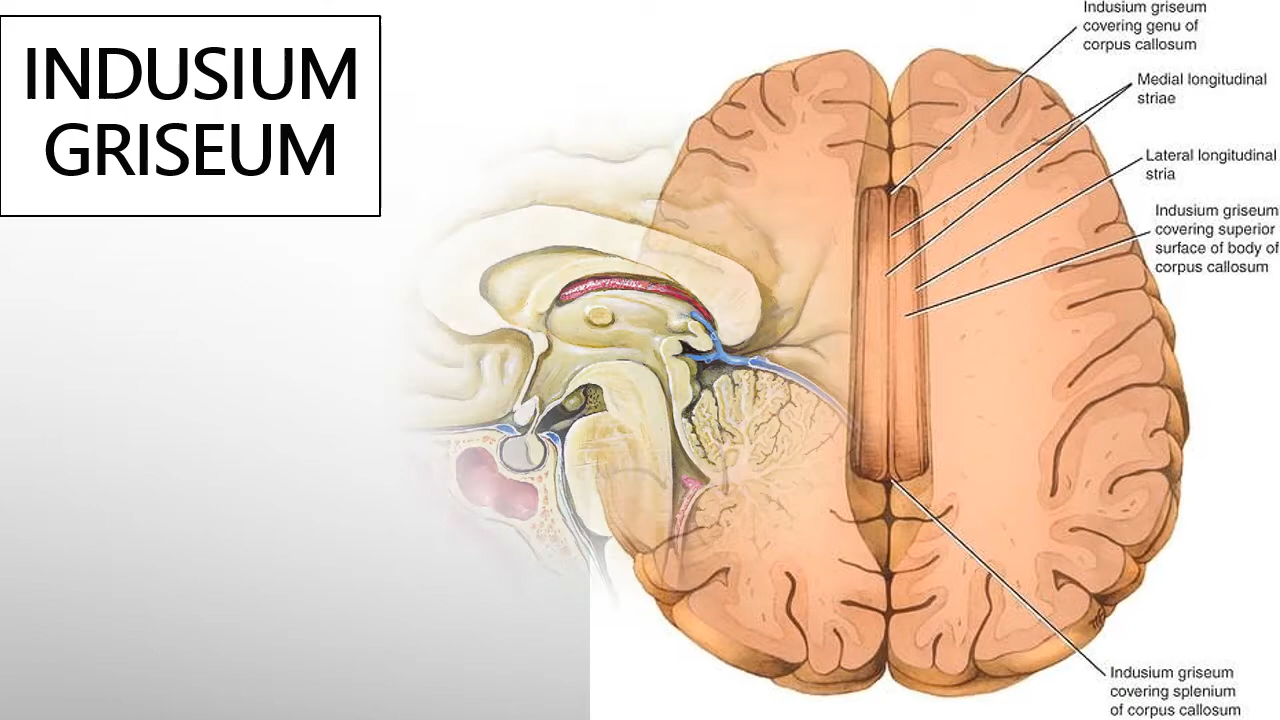 INDUSIUM
GRISEUM
Indusium griseum
covering genu of
corpus callosum
Medial longitudinal
striae
Lateral longitudinal
stria
Indusium griseum
covering superior
surface of body of
corpus callosum
Indusium griseum
covering splenium
of corpus callosum